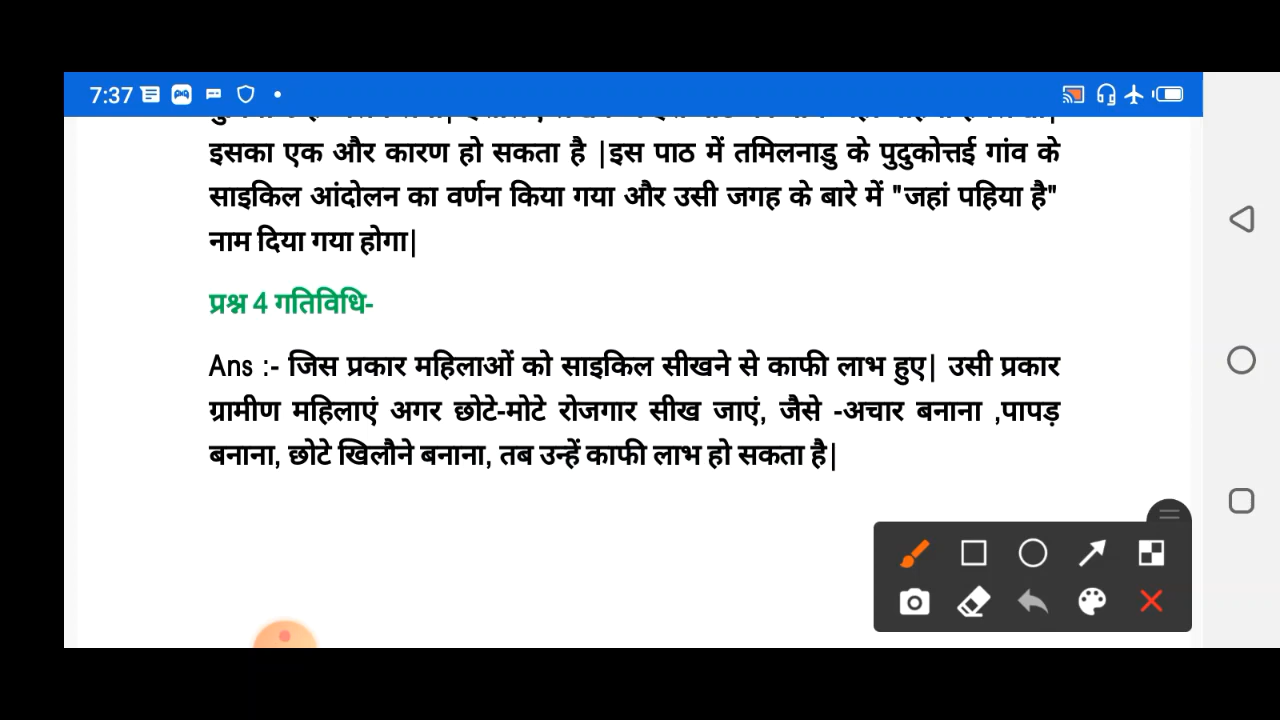 7:37
इसका एक और कारण हो सकता है |इस पाठ में तमिलनाडु के पुदुकोत्तई गांव के
साइकिल आंदोलन का वर्णन किया गया और उसी जगह के बारे में "जहां पहिया है"
नाम दिया गया होगा|
प्रश्न 4 गतिविधि-
Ans :- जिस प्रकार महिलाओं को साइकिल सीखने से काफी लाभ हुए| उसी प्रकार
ग्रामीण महिलाएं अगर छोटे-मोटे रोजगार सीख जाएं, जैसे -अचार बनाना ,पापड़
बनाना, छोटे खिलौने बनाना, तब उन्हें काफी लाभ हो सकता है|